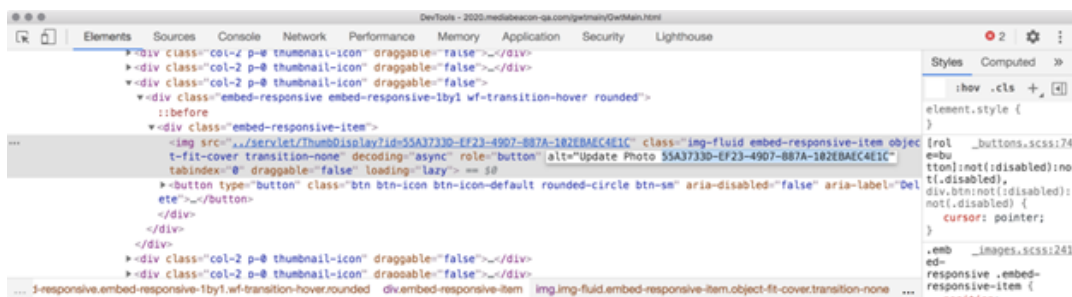 DevTools - 2020.mediabeacon-qa.com/gwtmain/GwtMain.html
Elements Sources Console Network Performance Memory Application Security Lighthouse 2
<div class="col-2 p-0 thumbnail-icon" draggable="false">…</div>
<div class="col-2 p-0 thumbnail-icon" draggable="false">…</div>
<div class="col-2 p-0 thumbnail-icon" draggable="false">
<div class="embed-responsive embed-responsive-1by1 wf-transition-hover rounded">
::before
<div class="embed-responsive-item">
<img src="../servlet/ThumbDisplay?id=55A3733D-EF23-49D7-887A-102EBAEC4E1C" class="img-fluid embed-responsive-item objec
t-fit-cover transition-none" decoding="async" role="button" alt="Update Photo 55A3733D-EF23-49D7-887A-102EBAEC4E1C"
tabindex="0" draggable="false" loading="lazy"> == $0
<button type="button" class="btn btn-icon btn-icon-default rounded-circle btn-sm" aria-disabled="false" aria-label="Del
ete">…</button>
</div>
</div>
</div>
<div class="col-2 p-0 thumbnail-icon" draggable="false">…</div>
<div class="col-2 p-0 thumbnail-icon" draggable="false">…</div>
... d-responsive.embed-responsive-1by1.wf-transition-hover.rounded div.embed-responsive-item img.img-fluid.embed-responsive-item.object-fit-cover.transition-none ...
Styles Computed »
:hov .cls +
element.style {
}
[rol _buttons.scss:74
e=bu
tton]:not(:disabled):no
t(.disabled),
div.btn:not(:disabled):
not(.disabled) {
cursor: pointer;
}
.emb _images.scss:241
ed-
responsive .embed-
responsive-item {